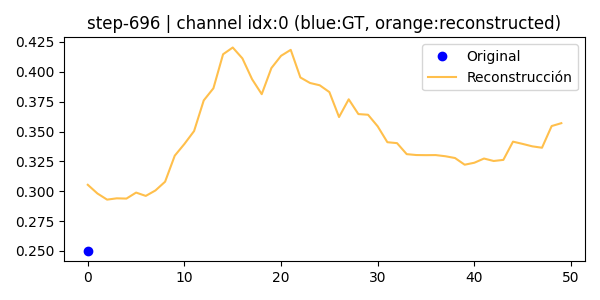 step-696 | channel idx:0 (blue:GT, orange:reconstructed)
0.425
0.400
0.375
0.350
0.325
0.300
0.275
0.250
0 10 20 30 40 50
Original
Reconstrucción